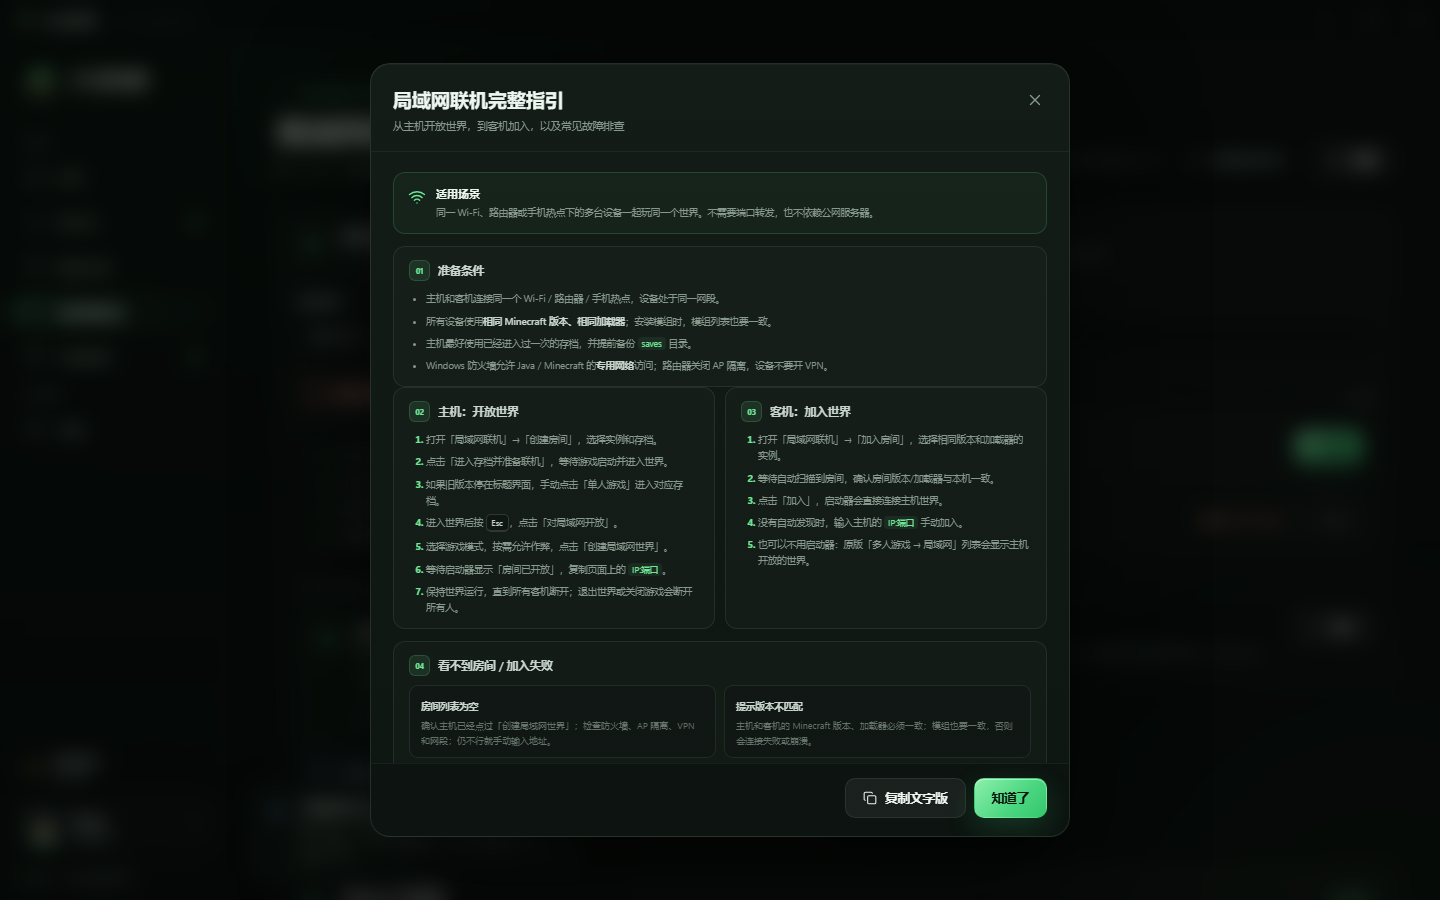 局域网联机完整指引
从主机开放世界，到客机加入，以及常见故障排查
适用场景
同一 Wi-Fi、路由器或手机热点下的多台设备一起玩同一个世界。不需要端口转发，也不依赖公网服务器。
01 准备条件
• 主机和客机连接同一个 Wi-Fi / 路由器 / 手机热点，设备处于同一网段。
• 所有设备使用相同 Minecraft 版本、相同加载器；安装模组时，模组列表也要一致。
• 主机最好使用已经进入过一次的存档，并提前备份 saves 目录。
• Windows 防火墙允许 Java / Minecraft 的专用网络访问；路由器关闭 AP 隔离，设备不要开 VPN。
02 主机：开放世界
1. 打开「局域网联机」→「创建房间」，选择实例和存档。
2. 点击「进入存档并准备联机」，等待游戏启动并进入世界。
3. 如果旧版本停在标题界面，手动点击「单人游戏」进入对应存
档。
4. 进入世界后按 Esc，点击「对局域网开放」。
5. 选择游戏模式，按需允许作弊，点击「创建局域网世界」。
6. 等待启动器显示「房间已开放」，复制页面上的 IP:端口。
7. 保持世界运行，直到所有客机断开；退出世界或关闭游戏会断开
所有人。
03 客机：加入世界
1. 打开「局域网联机」→「加入房间」，选择相同版本和加载器的
实例。
2. 等待自动扫描到房间，确认房间版本/加载器与本机一致。
3. 点击「加入」，启动器会直接连接主机世界。
4. 没有自动发现时，输入主机的 IP:端口 手动加入。
5. 也可以不用启动器：原版「多人游戏 → 局域网」列表会显示主机
开放的世界。
04 看不到房间 / 加入失败
房间列表为空
确认主机已经点过「创建局域网世界」；检查防火墙、AP 隔离、VPN
和网段；仍不行就手动输入地址。
提示版本不匹配
主机和客机的 Minecraft 版本、加载器必须一致；模组也要一致，否则
会连接失败或崩溃。
复制文字版
知道了